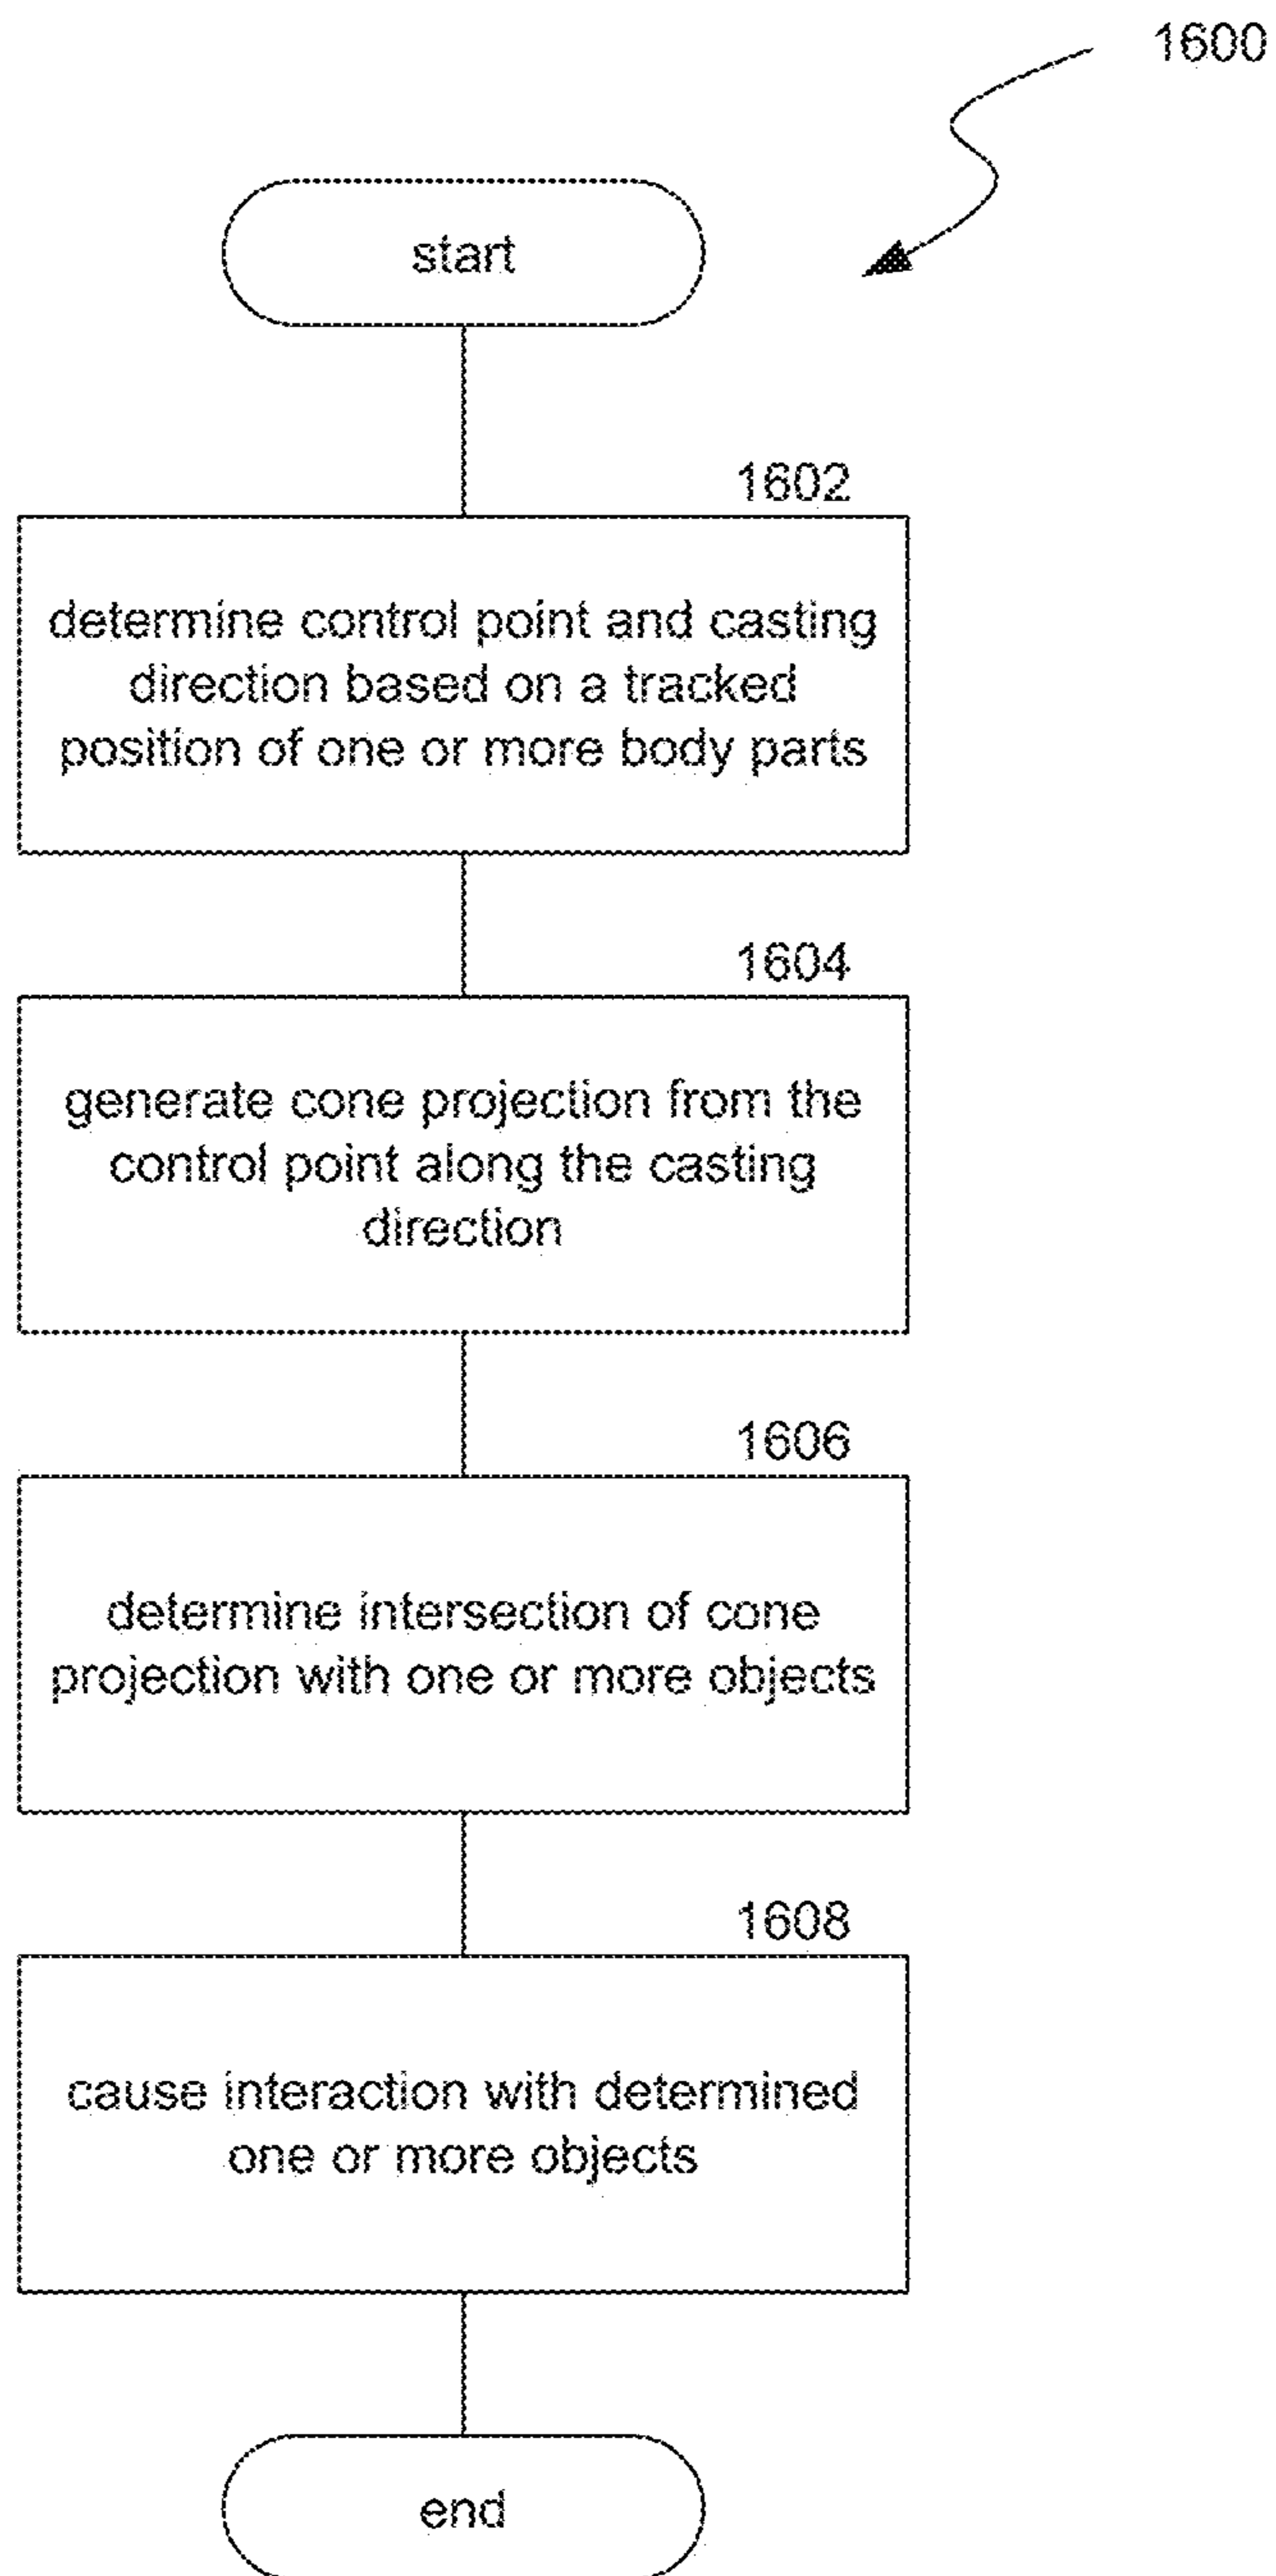 1600
start
1602
determine control point and casting
direction based on a tracked
position of one or more body parts
1604
generate cone projection from the
control point along the casting
direction
1606
determine intersection of cone
projection with one or more objects
1608
cause interaction with determined
one or more objects
end